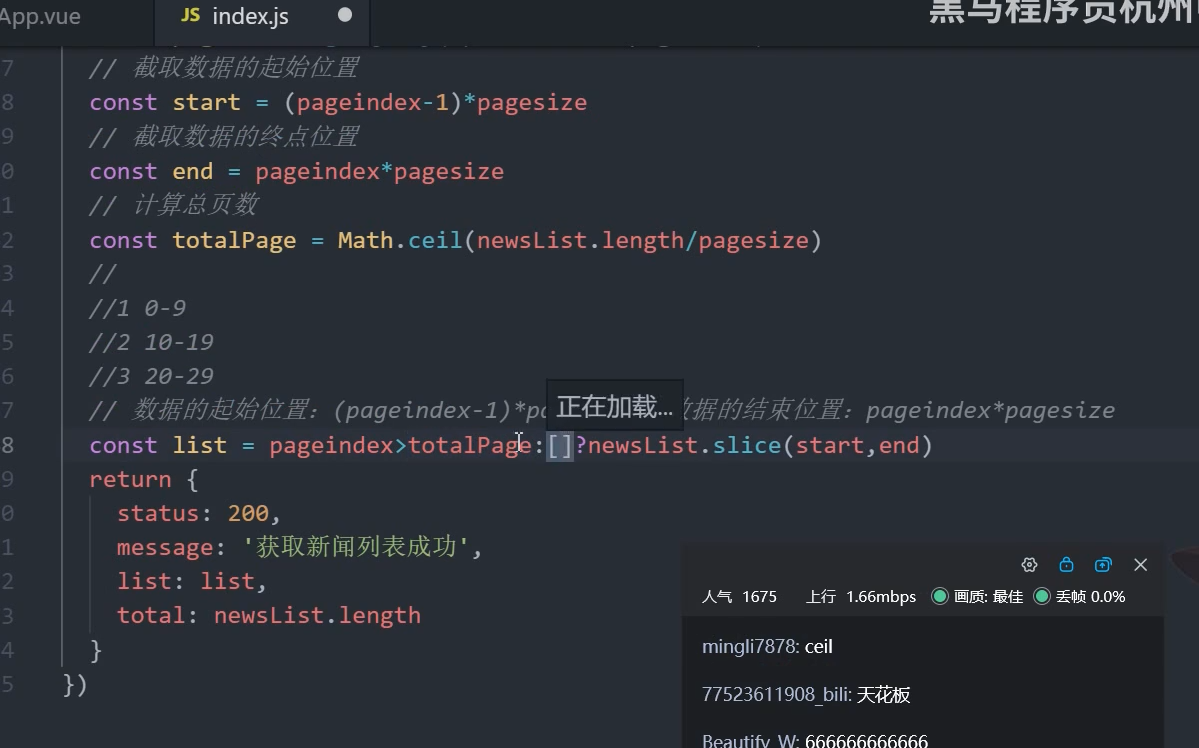 App.vue
JS index.js
黑马程序员杭州
7 // 截取数据的起始位置
8 const start = (pageindex-1)*pagesize
9 // 截取数据的终点位置
0 const end = pageindex*pagesize
1 // 计算总页数
2 const totalPage = Math.ceil(newsList.length/pagesize)
3 //
4 //1 0-9
5 //2 10-19
6 //3 20-29
正在加载...
7 // 数据的起始位置：(pageindex-1)*pa 据的结束位置：pageindex*pagesize
8 const list = pageindex>totalPage:[]?newsList.slice(start,end)
9 return {
0 status: 200,
1 message: '获取新闻列表成功',
2 list: list,
3 total: newsList.length
4 }
5 })
人气 1675 上行 1.66mbps 画质: 最佳 丢帧 0.0%
mingli7878: ceil
77523611908_bili: 天花板
Beautify_W: 666666666666